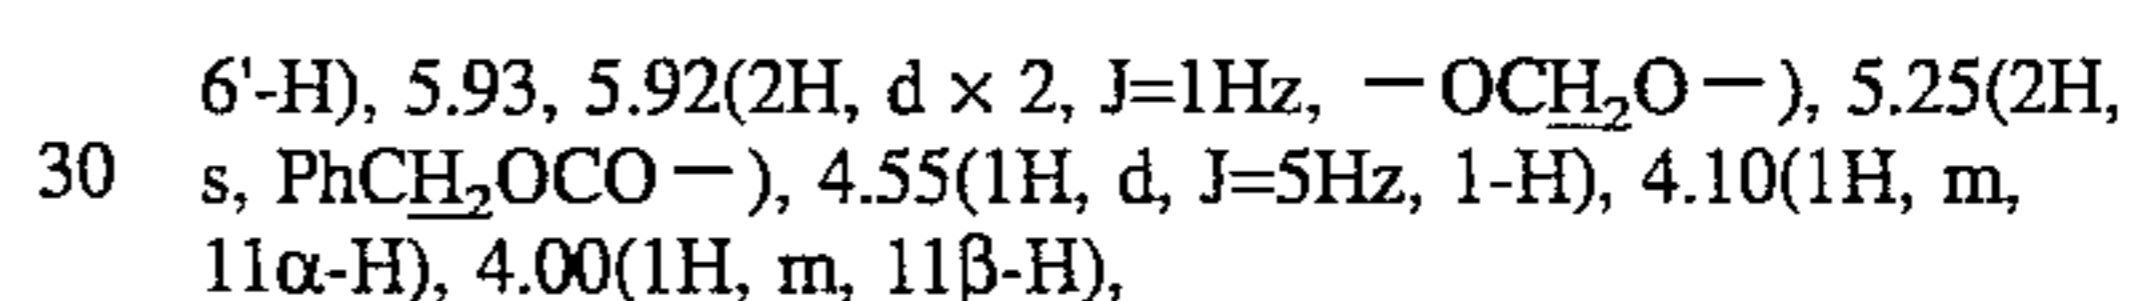 6'-H), 5.93, 5.92(2H, d × 2, J=1Hz, —OCH₂O—), 5.25(2H,
30 s, PhCH₂OCO—), 4.55(1H, d, J=5Hz, 1-H), 4.10(1H, m,
11α-H), 4.00(1H, m, 11β-H),